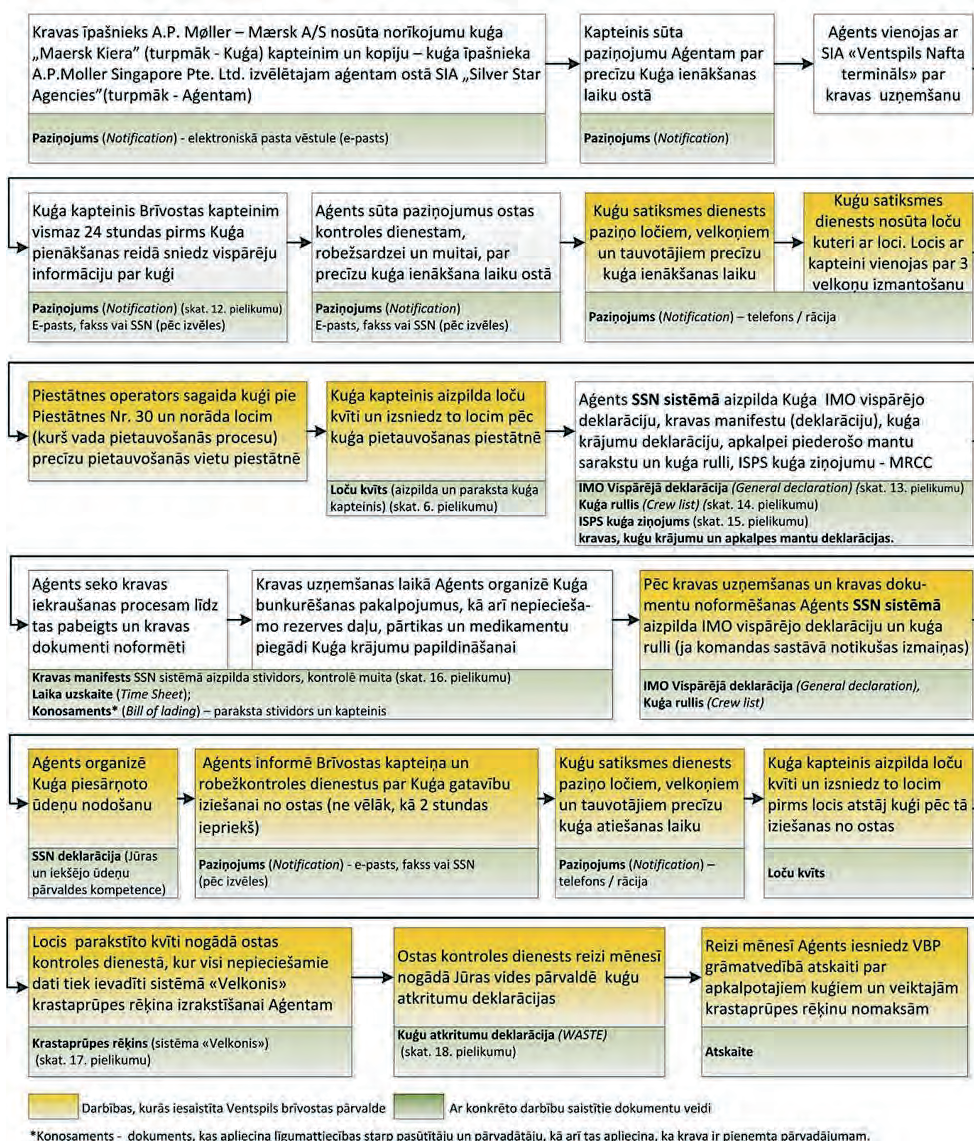 Kravas īpašnieks A.P. Møller – Mærsk A/S nosūta norīkojumu kuģa
„Maersk Kiera” (turpmāk - Kuģa) kapteinim un kopiju – kuģa īpašnieka
A.P.Moller Singapore Pte. Ltd. izvēlētajam aģentam ostā SIA „Silver Star
Agencies”(turpmāk - Aģentam)
Paziņojums (Notification) - elektroniskā pasta vēstule (e-pasts)
Kapteinis sūta
paziņojumu Aģentam par
precīzu Kuģa ienākšanas
laiku ostā
Paziņojums (Notification)
Aģents vienojas ar
SIA «Ventspils Nafta
termināls» par
kravas uzņemšanu
Kuģa kapteinis Brīvostas kapteinim
vismaz 24 stundas pirms Kuģa
pienākšanas reidā sniedz vispārēju
informāciju par kuģi
Paziņojums (Notification) (skat. 12. pielikumu)
E-pasts, fakss vai SSN (pēc izvēles)
Aģents sūta paziņojumus ostas
kontroles dienestam,
robežsardzei un muitai, par
precīzu kuģa ienākšana laiku ostā
Paziņojums (Notification)
E-pasts, fakss vai SSN (pēc izvēles)
Kuģu satiksmes dienests
paziņo ločiem, velkoņiem
un tauvotājiem precīzu
kuģa ienākšanas laiku
Kuģu satiksmes
dienests nosūta loču
kuteri ar loci. Locis ar
kapteini vienojas par 3
velkoņu izmantošanu
Paziņojums (Notification) – telefons / rācija
Piestātnes operators sagaida kuģi pie
Piestātnes Nr. 30 un norāda locim
(kurš vada pietauvošanās procesu)
precīzu pietauvošanās vietu piestātnē
Kuģa kapteinis aizpilda loču
kvīti un izsniedz to locim pēc
kuģa pietauvošanas piestātnē
Loču kvīts (aizpilda un paraksta kuģa
kapteinis) (skat. 6. pielikumu)
Aģents SSN sistēmā aizpilda Kuģa IMO vispārējo
deklarāciju, kravas manifestu (deklarāciju), kuģa
krājumu deklarāciju, apkalpei piederošo mantu
sarakstu un kuģa rulli, ISPS kuģa ziņojumu - MRCC
IMO Vispārējā deklarācija (General declaration) (skat. 13. pielikumu)
Kuģa rullis (Crew list) (skat. 14. pielikumu)
ISPS kuģa ziņojums (skat. 15. pielikumu)
kravas, kuģu krājumu un apkalpes mantu deklarācijas.
Aģents seko kravas
iekraušanas procesam līdz
tas pabeigts un kravas
dokumenti noformēti
Kravas uzņemšanas laikā Aģents organizē Kuģa
bunkurēšanas pakalpojumus, kā arī nepiecieša-
mo rezerves daļu, pārtikas un medikamentu
piegādi Kuģa krājumu papildināšanai
Kravas manifests SSN sistēmā aizpilda stividors, kontrolē muita (skat. 16. pielikumu)
Laika uzskaite (Time Sheet);
Konosaments* (Bill of lading) – paraksta stividors un kapteinis
Pēc kravas uzņemšanas un kravas doku-
mentu noformēšanas Aģents SSN sistēmā
aizpilda IMO vispārējo deklarāciju un kuģa
rulli (ja komandas sastāvā notikušas izmaiņas)
IMO Vispārējā deklarācija (General declaration),
Kuģa rullis (Crew list)
Aģents organizē
Kuģa piesārņoto
ūdeņu nodošanu
SSN deklarācija (Jūras
un iekšējo ūdeņu
pārvaldes kompetence)
Aģents informē Brīvostas kapteiņa un
robežkontroles dienestus par Kuģa gatavību
iziešanai no ostas (ne vēlāk, kā 2 stundas
iepriekš)
Paziņojums (Notification) - e-pasts, fakss vai SSN
(pēc izvēles)
Kuģu satiksmes dienests
paziņo ločiem, velkoņiem
un tauvotājiem precīzu
kuģa atiešanas laiku
Paziņojums (Notification) –
telefons / rācija
Kuģa kapteinis aizpilda loču
kvīti un izsniedz to locim
pirms locis atstāj kuģi pēc tā
iziešanas no ostas
Loču kvīts
Locis parakstīto kvīti nogādā ostas
kontroles dienestā, kur visi nepieciešamie
dati tiek ievadīti sistēmā «Velkonis»
krastaprūpes rēķina izrakstīšanai Aģentam
Krastaprūpes rēķins (sistēma «Velkonis»)
(skat. 17. pielikumu)
Ostas kontroles dienests reizi mēnesī
nogādā Jūras vides pārvaldē kuģu
atkritumu deklarācijas
Kuģu atkritumu deklarācija (WASTE)
(skat. 18. pielikumu)
Reizi mēnesī Aģents iesniedz VBP
grāmatvedībā atskaiti par
apkalpotajiem kuģiem un veiktajām
krastaprūpes rēķinu nomaksām
Atskaite
Darbības, kurās iesaistīta Ventspils brīvostas pārvalde
Ar konkrēto darbību saistītie dokumentu veidi
*Konosaments - dokuments, kas apliecina līgumattiecības starp pasūtītāju un pārvadātāju, kā arī tas apliecina, ka krava ir pieņemta pārvadājumam.